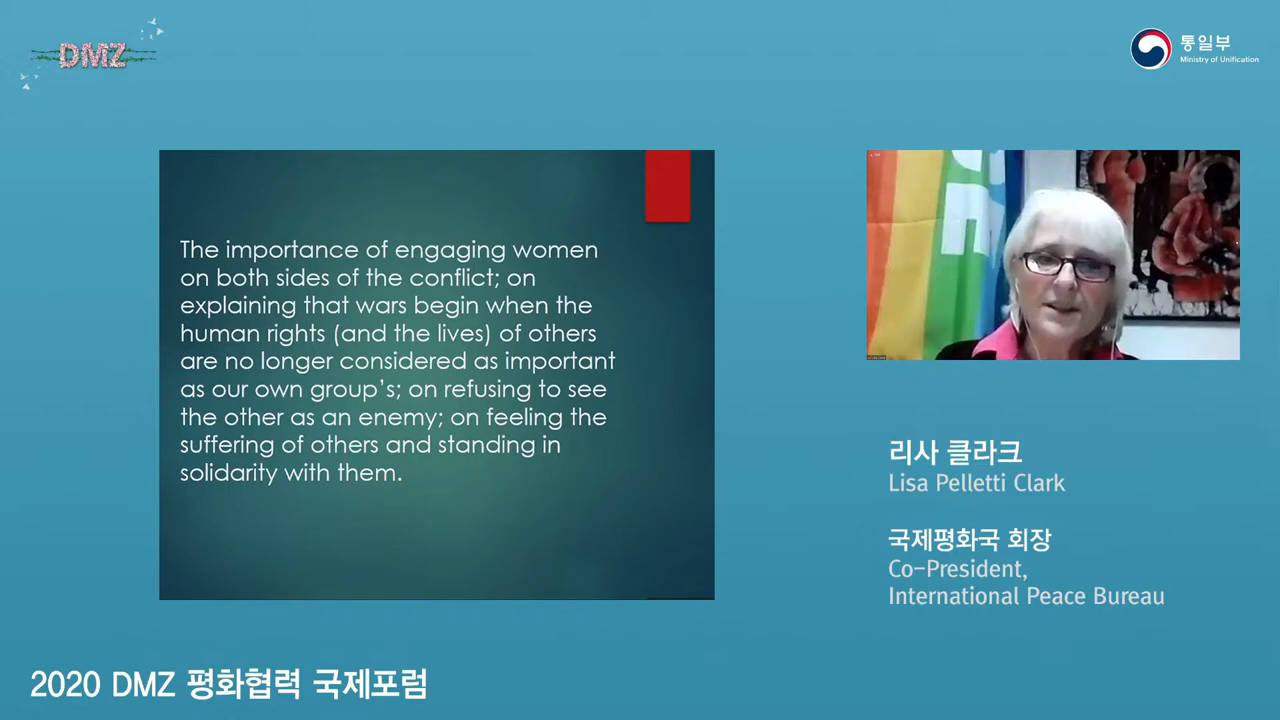 DMZ
통일부
Ministry of Unification
The importance of engaging women
on both sides of the conflict; on
explaining that wars begin when the
human rights (and the lives) of others
are no longer considered as important
as our own group's; on refusing to see
the other as an enemy; on feeling the
suffering of others and standing in
solidarity with them.
리사 클라크
Lisa Pelletti Clark
국제평화국 회장
Co-President,
International Peace Bureau
2020 DMZ 평화협력 국제포럼